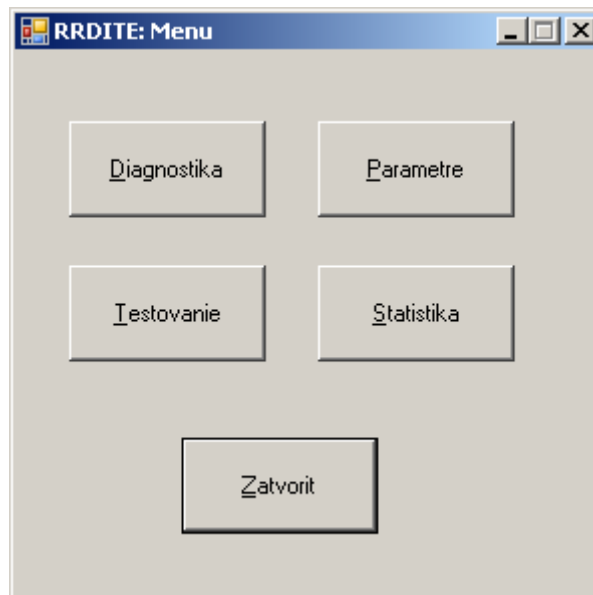 RRDITE: Menu
Diagnostika
Parametre
Testovanie
Statistika
Zatvorit